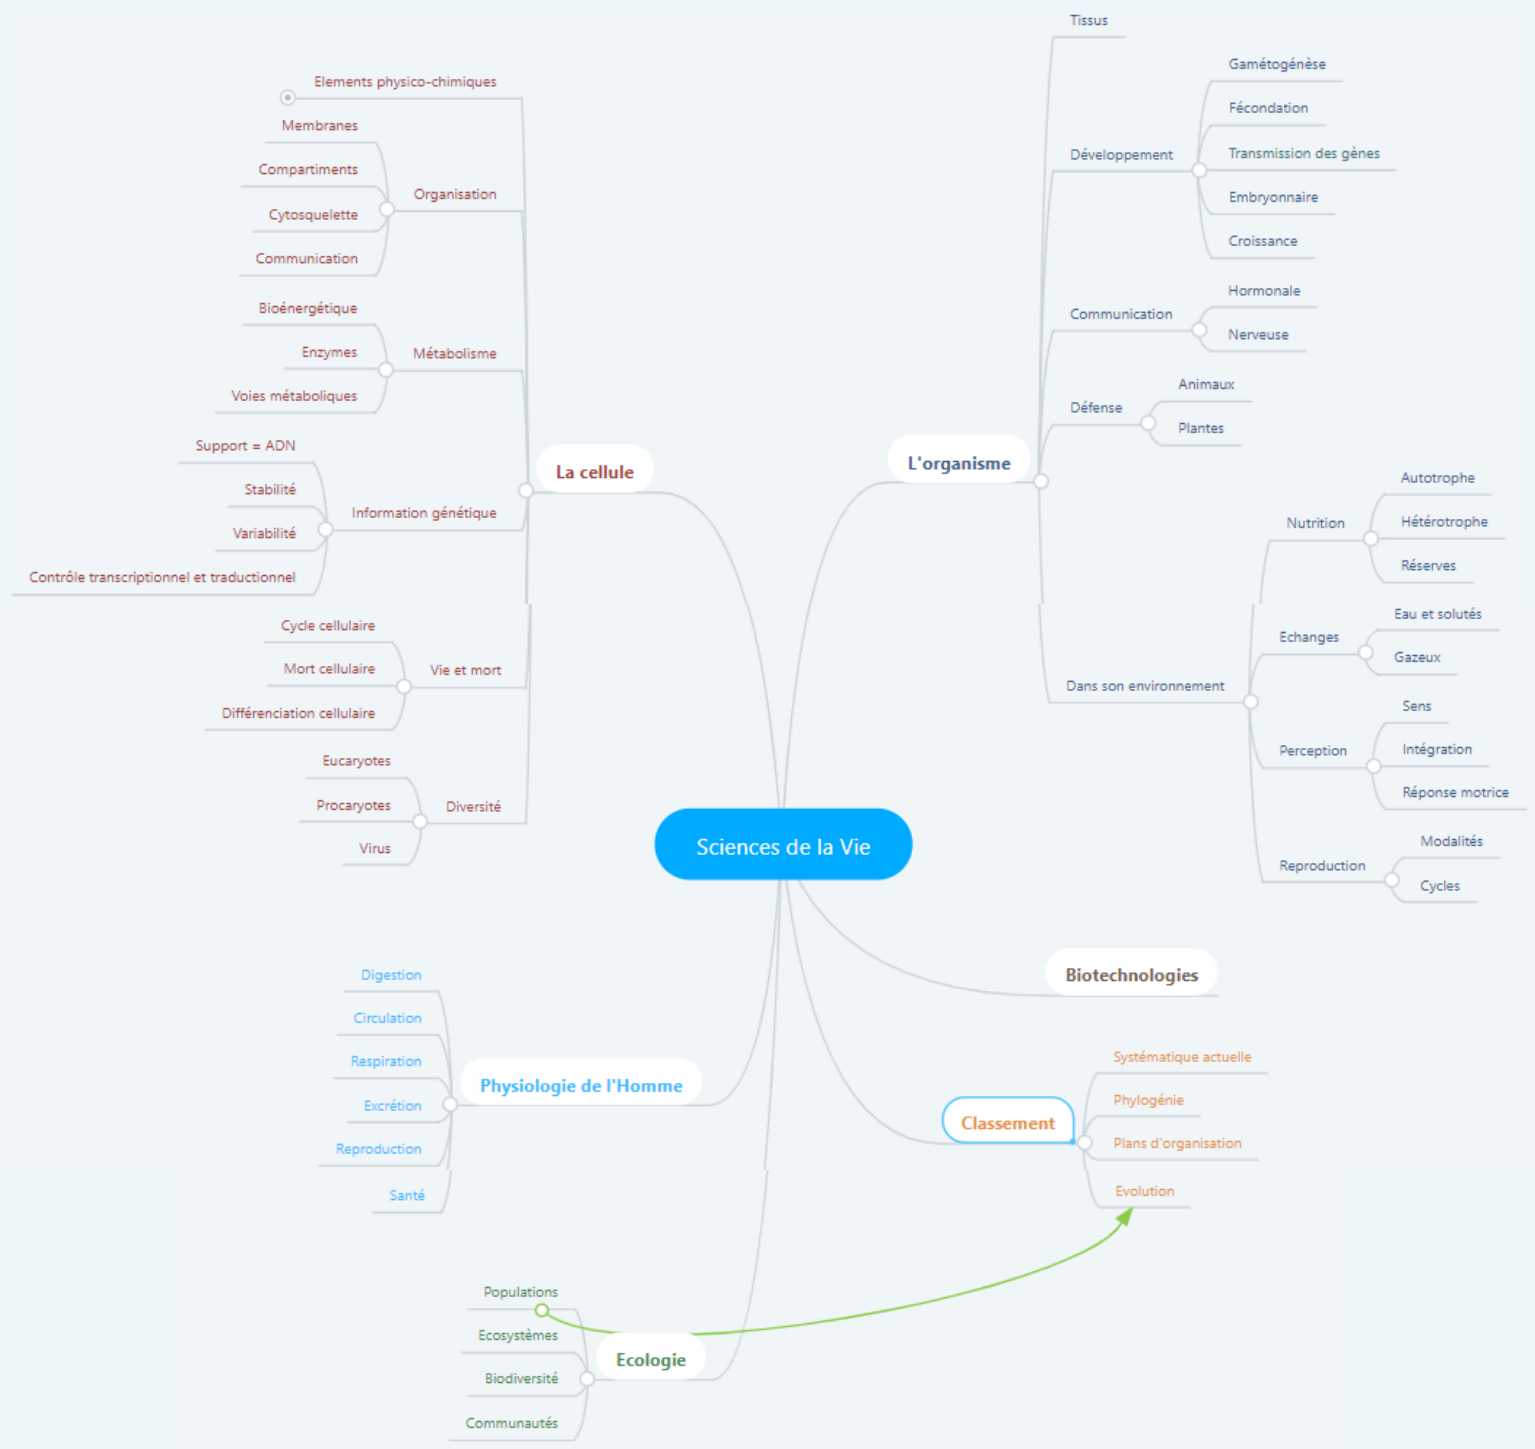 Elements physico-chimiques
Membranes
Compartiments
Cytosquelette
Communication
Organisation
Bioénergétique
Enzymes
Voies métaboliques
Métabolisme
Support = ADN
Stabilité
Variabilité
Contrôle transcriptionnel et traductionnel
Information génétique
Cycle cellulaire
Mort cellulaire
Différenciation cellulaire
Vie et mort
Eucaryotes
Procaryotes
Virus
Diversité
La cellule
Tissus
Développement
Gamétogénèse
Fécondation
Transmission des gènes
Embryonnaire
Croissance
Communication
Hormonale
Nerveuse
Défense
Animaux
Plantes
L'organisme
Dans son environnement
Nutrition
Autotrophe
Hétérotrophe
Réserves
Echanges
Eau et solutés
Gazeux
Perception
Sens
Intégration
Réponse motrice
Reproduction
Modalités
Cycles
Sciences de la Vie
Biotechnologies
Digestion
Circulation
Respiration
Excrétion
Reproduction
Santé
Physiologie de l'Homme
Classement
Systématique actuelle
Phylogénie
Plans d'organisation
Evolution
Populations
Ecosystèmes
Biodiversité
Communautés
Ecologie